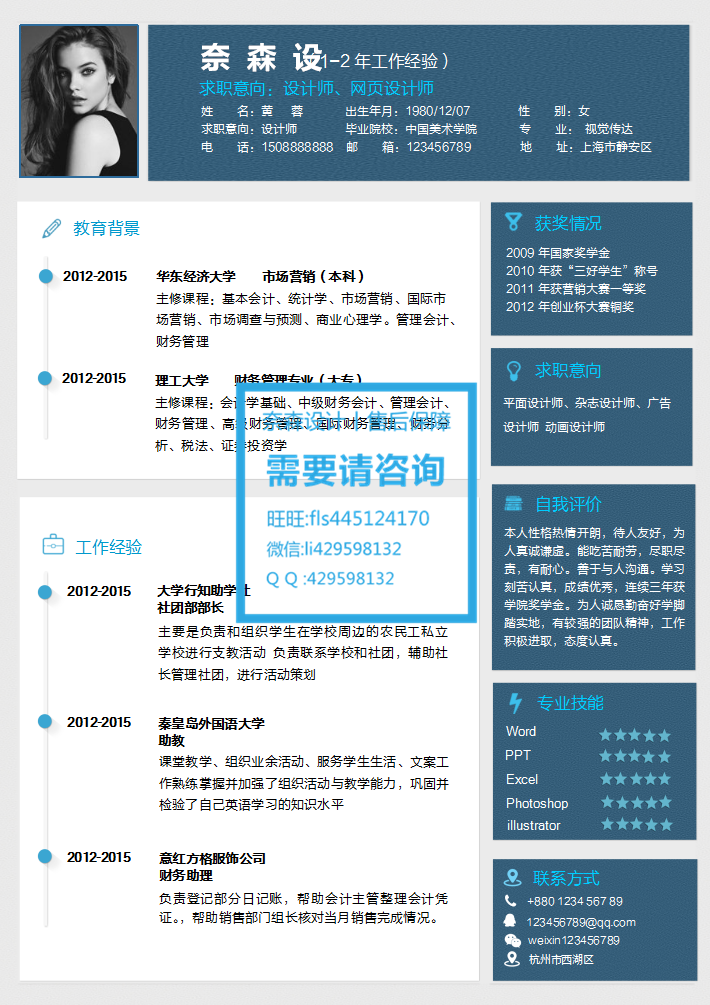 奈 森 设（1-2 年工作经验）
求职意向：设计师、网页设计师
姓 名：黄 蓉 出生年月：1980/12/07 性 别：女
求职意向：设计师 毕业院校：中国美术学院 专 业： 视觉传达
电 话：1508888888 邮 箱：123456789 地 址：上海市静安区
教育背景
2012-2015 华东经济大学 市场营销（本科）
主修课程：基本会计、统计学、市场营销、国际市
场营销、市场调查与预测、商业心理学。管理会计、
财务管理
2012-2015 理工大学 财务管理专业（大专）
主修课程：会计学基础、中级财务会计、管理会计、
财务管理、高级财务管理、国际财务管理、财务分
析、税法、证券投资学
奈森设计丨售后保障
需要请咨询
旺旺:fls445124170
微信:li429598132
Q Q :429598132
工作经验
2012-2015 大学行知助学社
社团部部长
主要是负责和组织学生在学校周边的农民工私立
学校进行支教活动 负责联系学校和社团，辅助社
长管理社团，进行活动策划
2012-2015 秦皇岛外国语大学
助教
课堂教学、组织业余活动、服务学生生活、文案工
作熟练掌握并加强了组织活动与教学能力，巩固并
检验了自己英语学习的知识水平
2012-2015 意红方格服饰公司
财务助理
负责登记部分日记账，帮助会计主管整理会计凭
证。，帮助销售部门组长核对当月销售完成情况。
获奖情况
2009 年国家奖学金
2010 年获“三好学生”称号
2011 年获营销大赛一等奖
2012 年创业杯大赛铜奖
求职意向
平面设计师、杂志设计师、广告
设计师 动画设计师
自我评价
本人性格热情开朗，待人友好，为
人真诚谦虚。能吃苦耐劳，尽职尽
责，有耐心。善于与人沟通。学习
刻苦认真，成绩优秀，连续三年获
学院奖学金。为人诚恳勤奋好学脚
踏实地，有较强的团队精神，工作
积极进取，态度认真。
专业技能
Word
PPT
Excel
Photoshop
illustrator
联系方式
+880 1234 567 89
123456789@qq.com
weixin123456789
杭州市西湖区